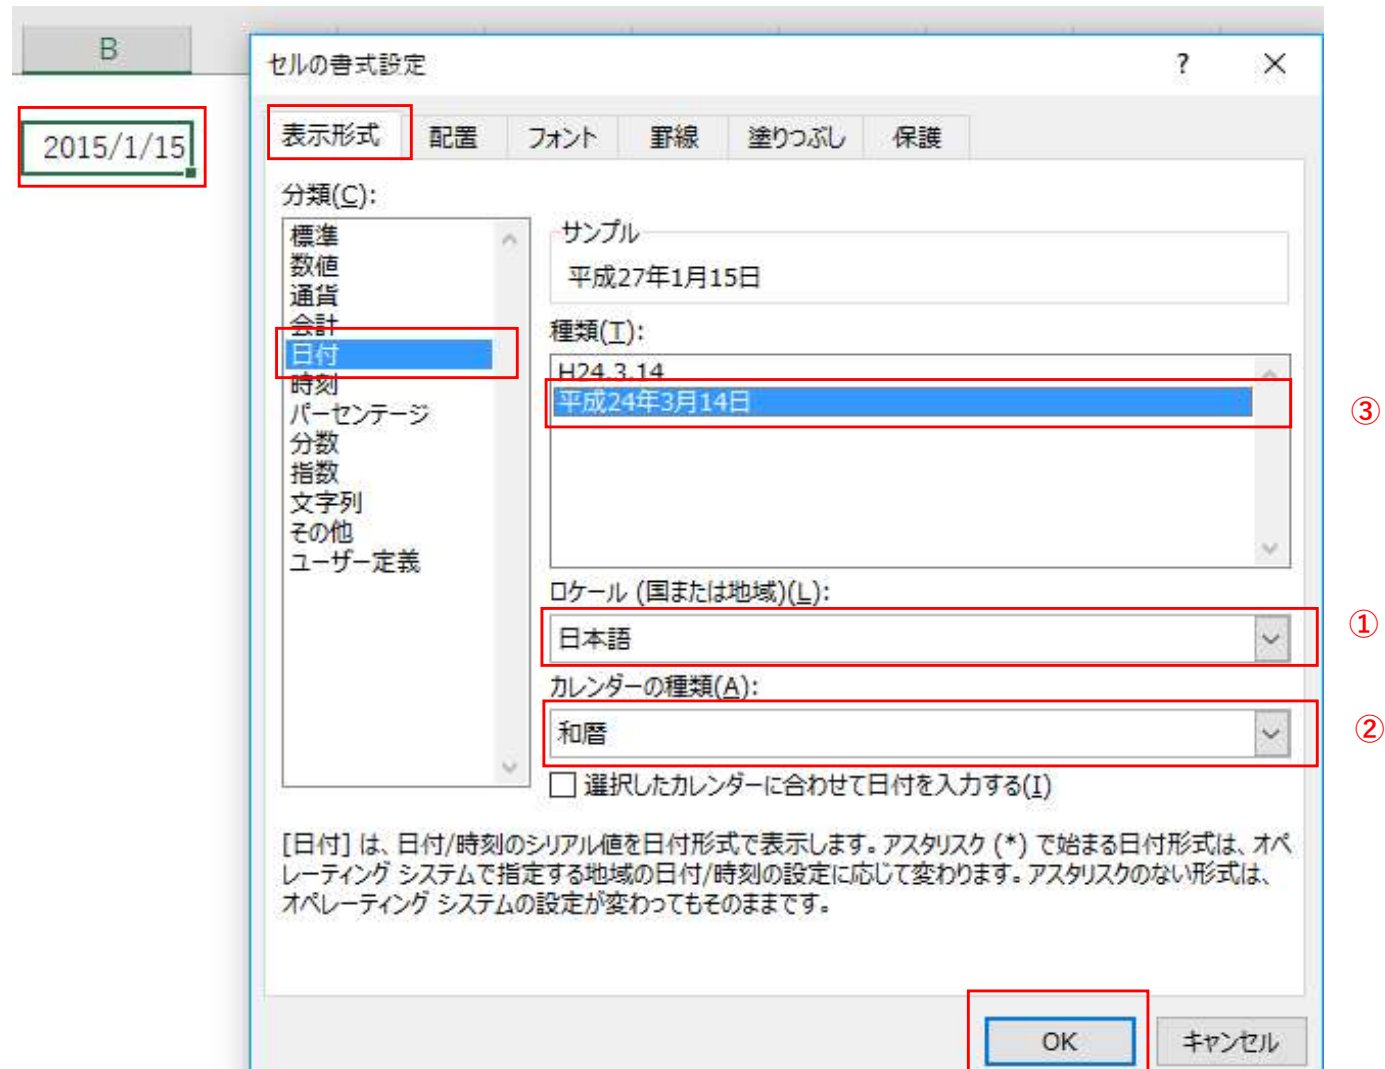 B
2015/1/15
セルの書式設定
?
表示形式 配置 フォント 罫線 塗りつぶし 保護
分類(C):
標準
数値
通貨
会計
日付
時刻
パーセンテージ
分数
指数
文字列
その他
ユーザー定義
サンプル
平成27年1月15日
種類(T):
H24.3.14
平成24年3月14日
③
ロケール (国または地域)(L):
日本語
①
カレンダーの種類(A):
和暦
②
選択したカレンダーに合わせて日付を入力する(I)
[日付] は、日付/時刻のシリアル値を日付形式で表示します。アスタリスク (*) で始まる日付形式は、オペ
レーティング システムで指定する地域の日付/時刻の設定に応じて変わります。アスタリスクのない形式は、
オペレーティング システムの設定が変わってもそのままです。
OK キャンセル